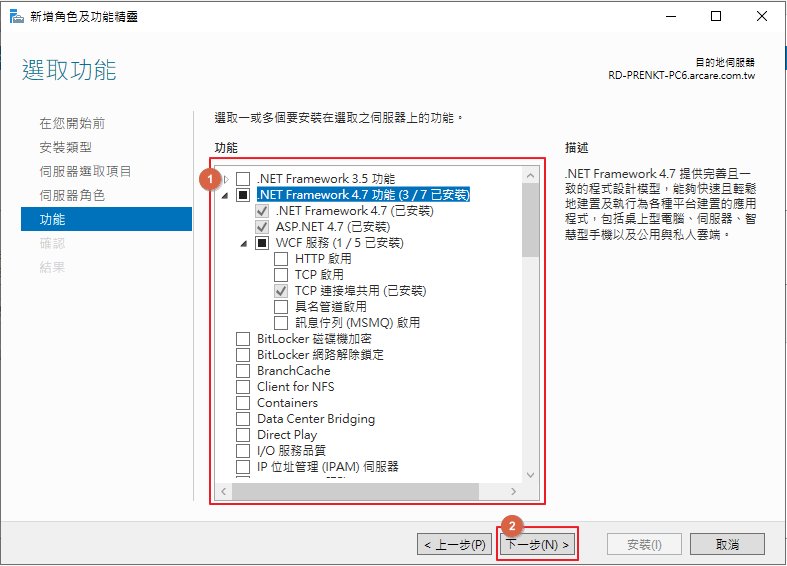 新增角色及功能精靈
選取功能
目的地伺服器
RD-PRENKT-PC6.arcare.com.tw
在您開始前
安裝類型
伺服器選取項目
伺服器角色
功能
確認
結果
選取一或多個要安裝在選取之伺服器上的功能。
功能
1
.NET Framework 3.5 功能
.NET Framework 4.7 功能 (3 / 7 已安裝)
.NET Framework 4.7 (已安裝)
ASP.NET 4.7 (已安裝)
WCF 服務 (1 / 5 已安裝)
HTTP 啟用
TCP 啟用
TCP 連接埠共用 (已安裝)
具名管道啟用
訊息佇列 (MSMQ) 啟用
BitLocker 磁碟機加密
BitLocker 網路解除鎖定
BranchCache
Client for NFS
Containers
Data Center Bridging
Direct Play
I/O 服務品質
IP 位址管理 (IPAM) 伺服器
描述
.NET Framework 4.7 提供完善且一
致的程式設計模型，能夠快速且輕鬆
地建置及執行為各種平台建置的應用
程式，包括桌上型電腦、伺服器、智
慧型手機以及公用與私人雲端。
2
< 上一步(P)
下一步(N) >
安裝(I)
取消